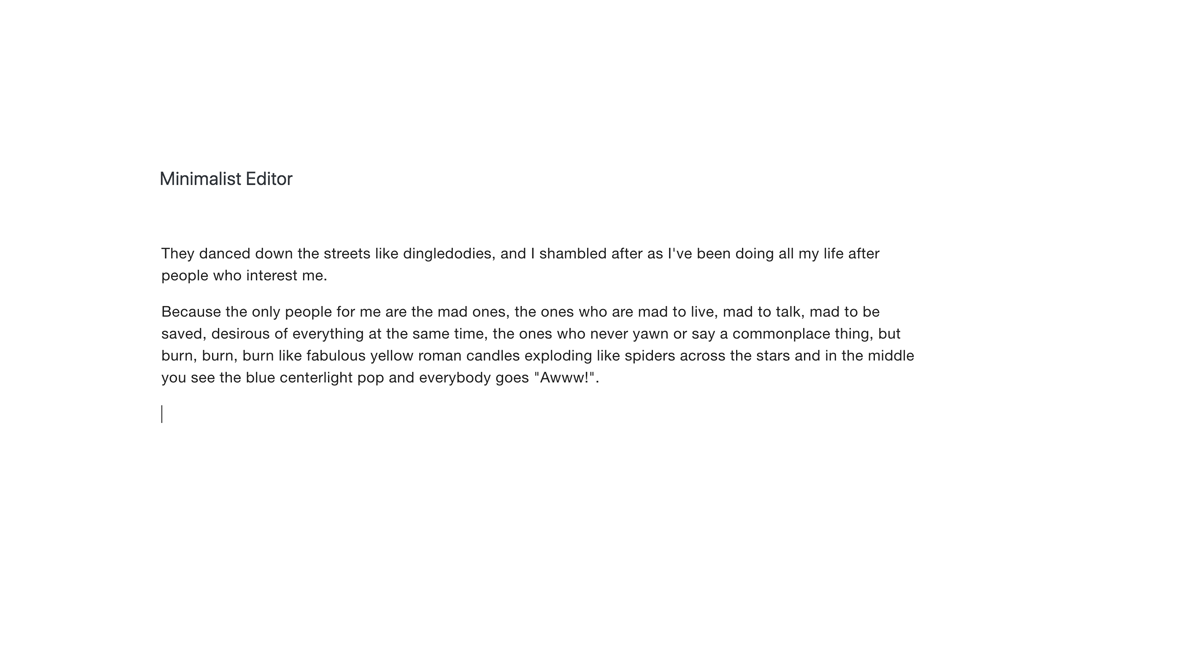 Minimalist Editor
They danced down the streets like dingledodies, and I shambled after as I've been doing all my life after
people who interest me.
Because the only people for me are the mad ones, the ones who are mad to live, mad to talk, mad to be
saved, desirous of everything at the same time, the ones who never yawn or say a commonplace thing, but
burn, burn, burn like fabulous yellow roman candles exploding like spiders across the stars and in the middle
you see the blue centerlight pop and everybody goes "Awww!".